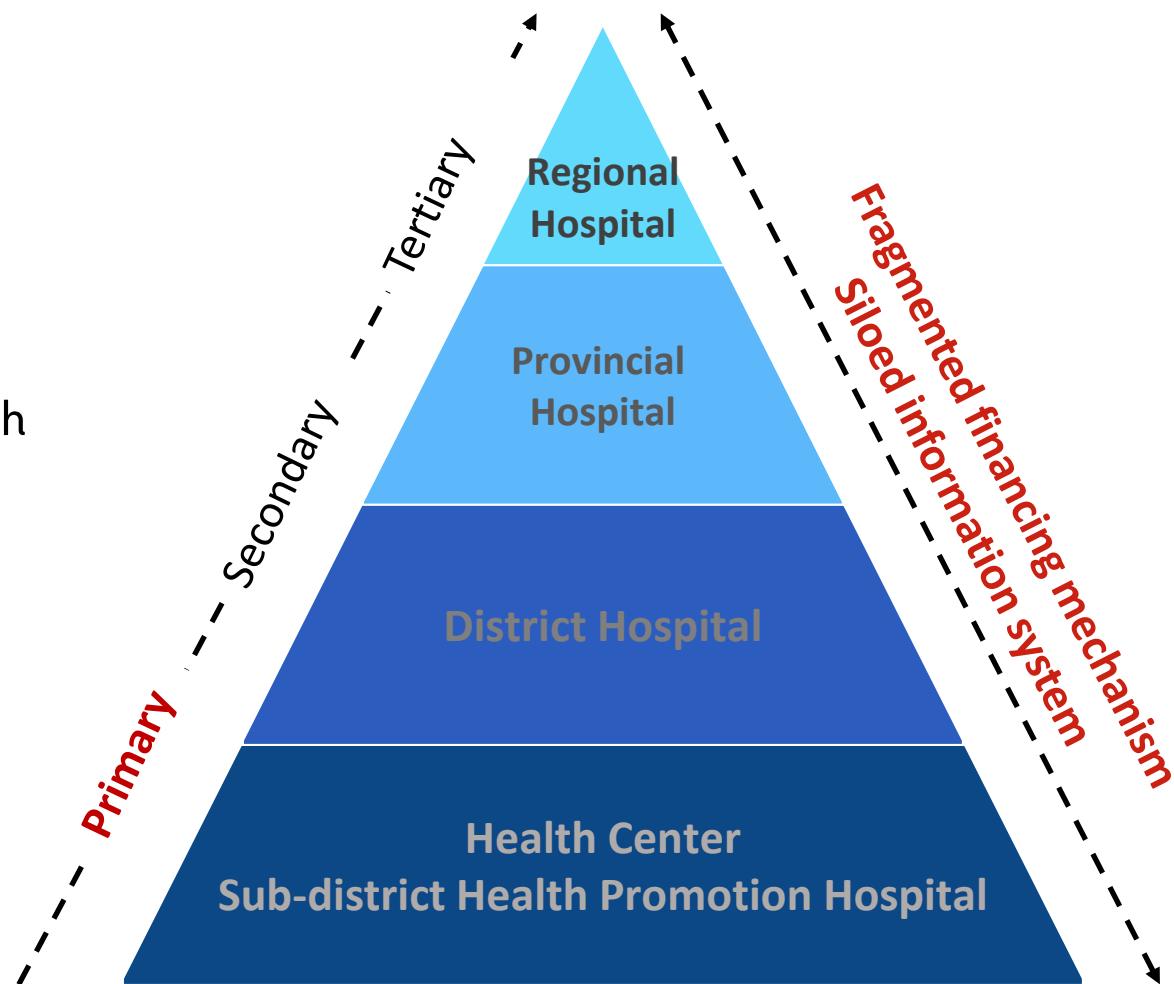 Regional
Hospital
Provincial
Hospital
District Hospital
Health Center
Sub-district Health Promotion Hospital
Tertiary
Secondary
Primary
Fragmented financing mechanism
Siloed information system
h